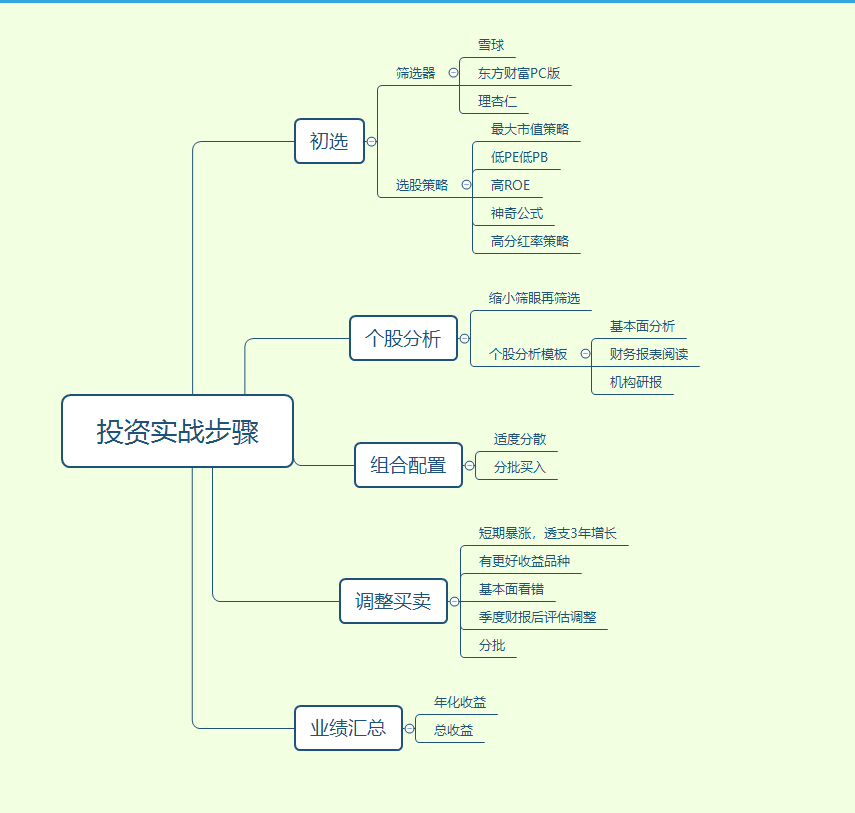 投资实战步骤
初选
筛选器
雪球
东方财富PC版
理杏仁
选股策略
最大市值策略
低PE低PB
高ROE
神奇公式
高分红率策略
个股分析
缩小筛眼再筛选
个股分析模板
基本面分析
财务报表阅读
机构研报
组合配置
适度分散
分批买入
调整买卖
短期暴涨，透支3年增长
有更好收益品种
基本面看错
季度财报后评估调整
分批
业绩汇总
年化收益
总收益